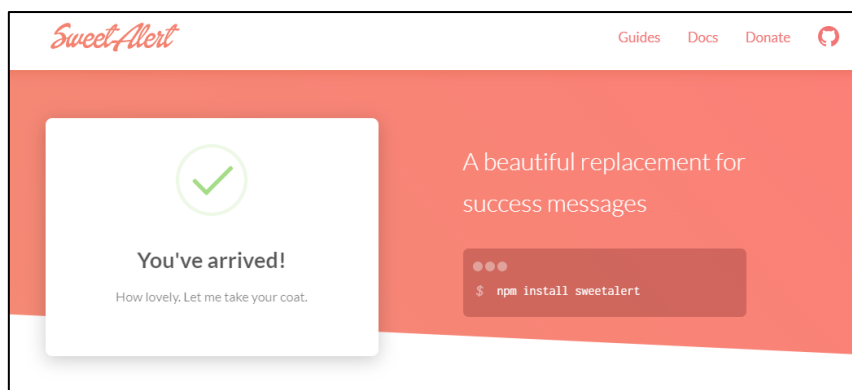 SweetAlert
Guides Docs Donate
You've arrived!
How lovely. Let me take your coat.
A beautiful replacement for
success messages
$ npm install sweetalert